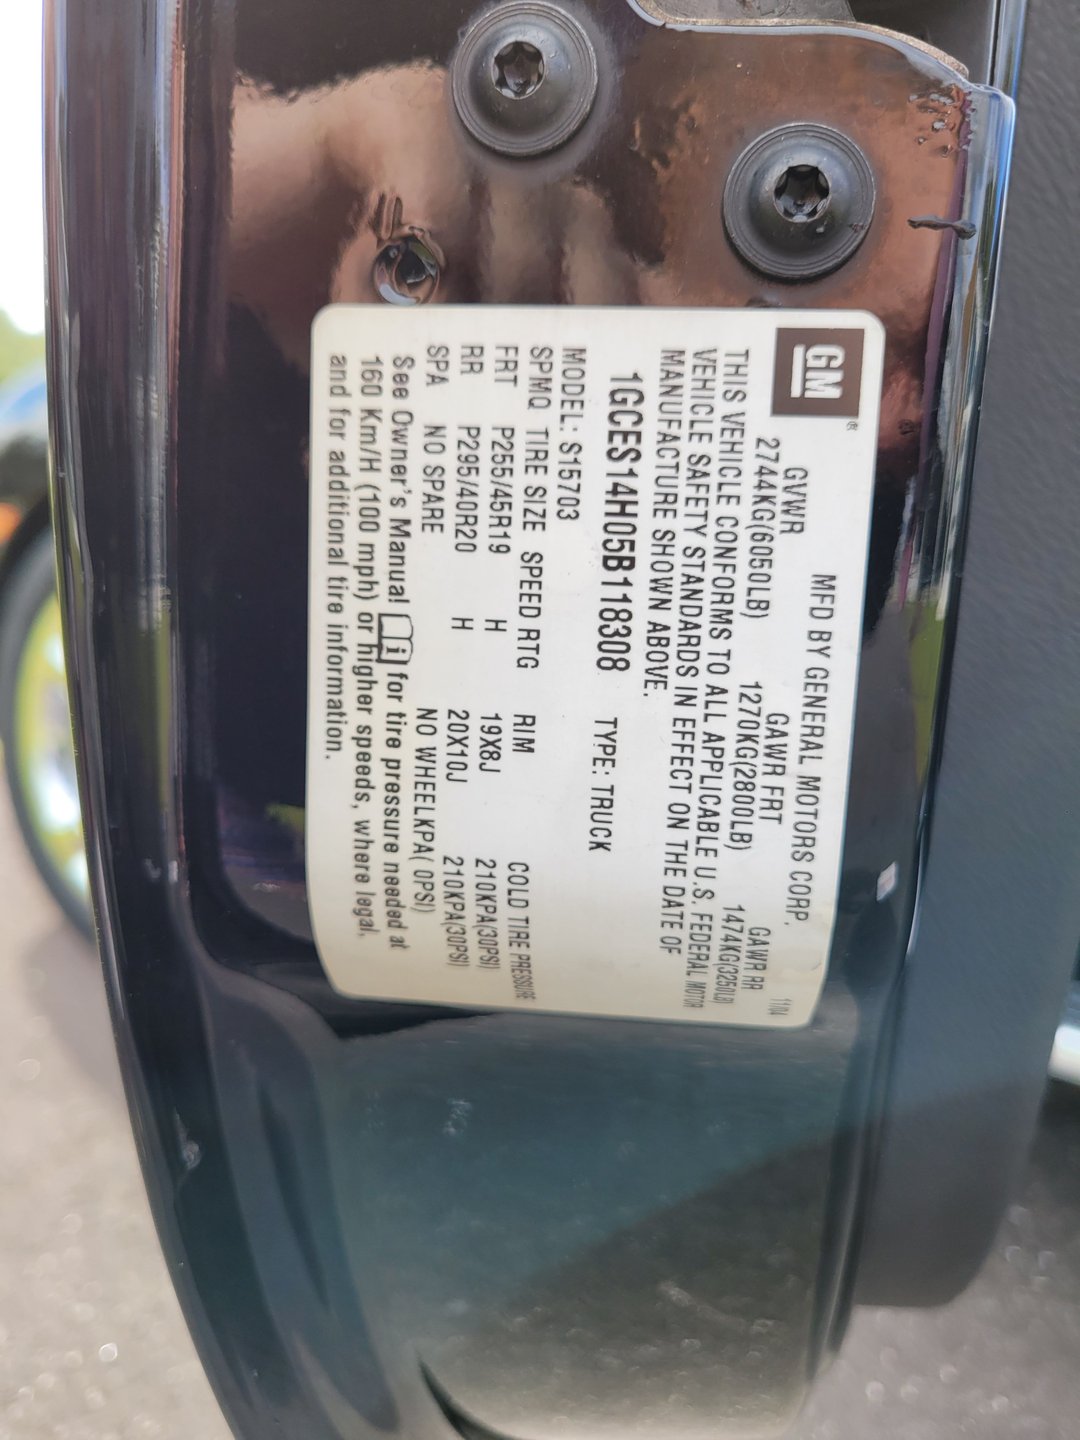 GM®
MFD BY GENERAL MOTORS CORP.
11/04
GVWR GAWR FRT GAWR RR
2744KG(6050LB) 1270KG(2800LB) 1474KG(3250LB)
THIS VEHICLE CONFORMS TO ALL APPLICABLE U.S. FEDERAL MOTOR
VEHICLE SAFETY STANDARDS IN EFFECT ON THE DATE OF
MANUFACTURE SHOWN ABOVE.
1GCES14H05B118308 TYPE: TRUCK
MODEL: S15703
SPMQ TIRE SIZE SPEED RTG RIM COLD TIRE PRESSURE
FRT P255/45R19 H 19X8J 210KPA(30PSI)
RR P295/40R20 H 20X10J 210KPA(30PSI)
SPA NO SPARE NO WHEELKPA( 0PSI)
See Owner's Manual i for tire pressure needed at
160 Km/H (100 mph) or higher speeds, where legal,
and for additional tire information.